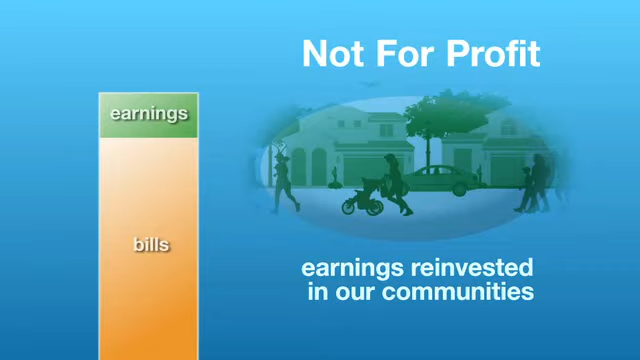 Not For Profit
earnings
bills
earnings reinvested
in our communities